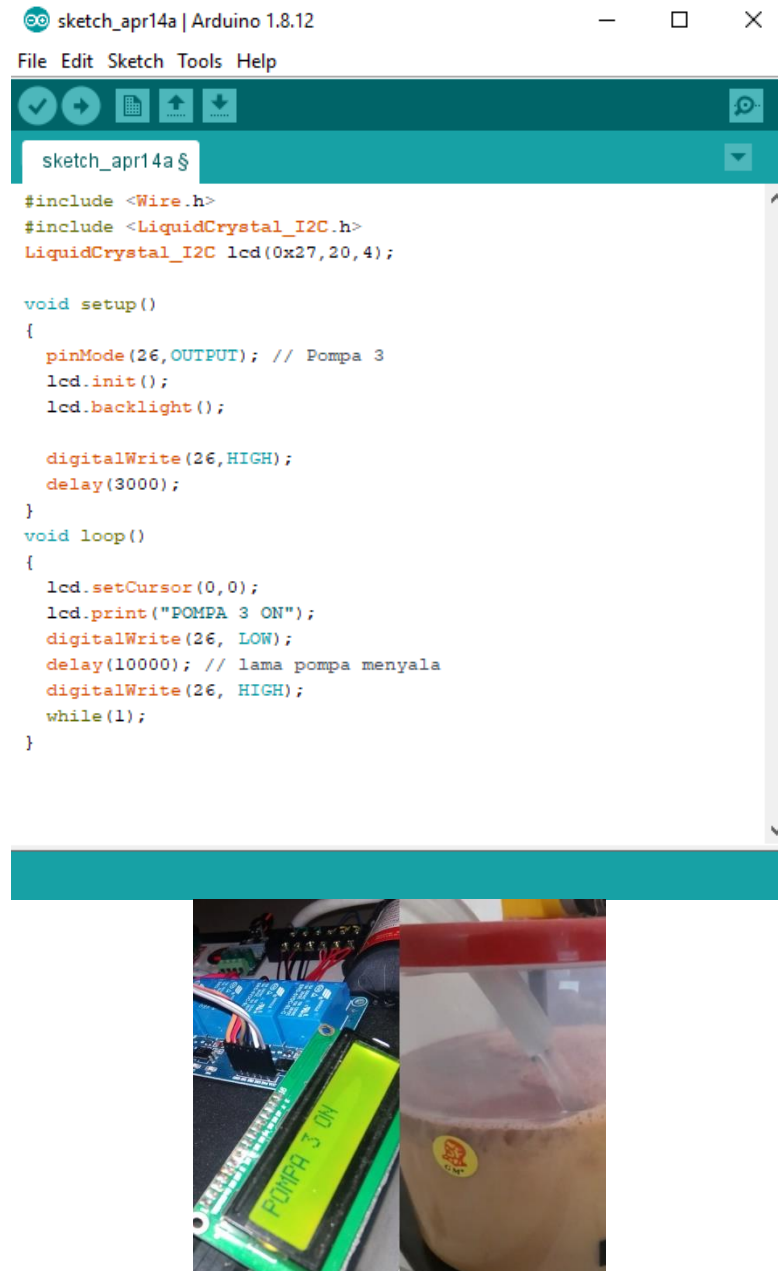 sketch_apr14a | Arduino 1.8.12
File Edit Sketch Tools Help
sketch_apr14a §
#include <Wire.h>
#include <LiquidCrystal_I2C.h>
LiquidCrystal_I2C lcd(0x27,20,4);
void setup()
{
pinMode(26,OUTPUT); // Pompa 3
lcd.init();
lcd.backlight();
digitalWrite(26,HIGH);
delay(3000);
}
void loop()
{
lcd.setCursor(0,0);
lcd.print("POMPA 3 ON");
digitalWrite(26, LOW);
delay(10000); // lama pompa menyala
digitalWrite(26, HIGH);
while(1);
}
POMPA 3 ON